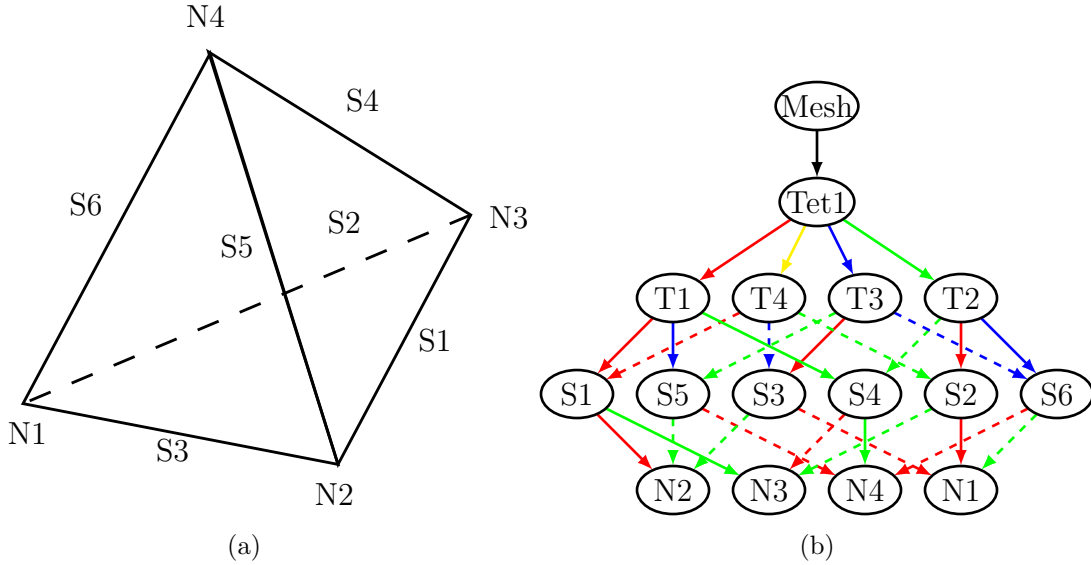 N4
S4
S6
S2
N3
S5
S1
N1
S3
N2
(a)
Mesh
Tet1
T1 T4 T3 T2
S1 S5 S3 S4 S2 S6
N2 N3 N4 N1
(b)